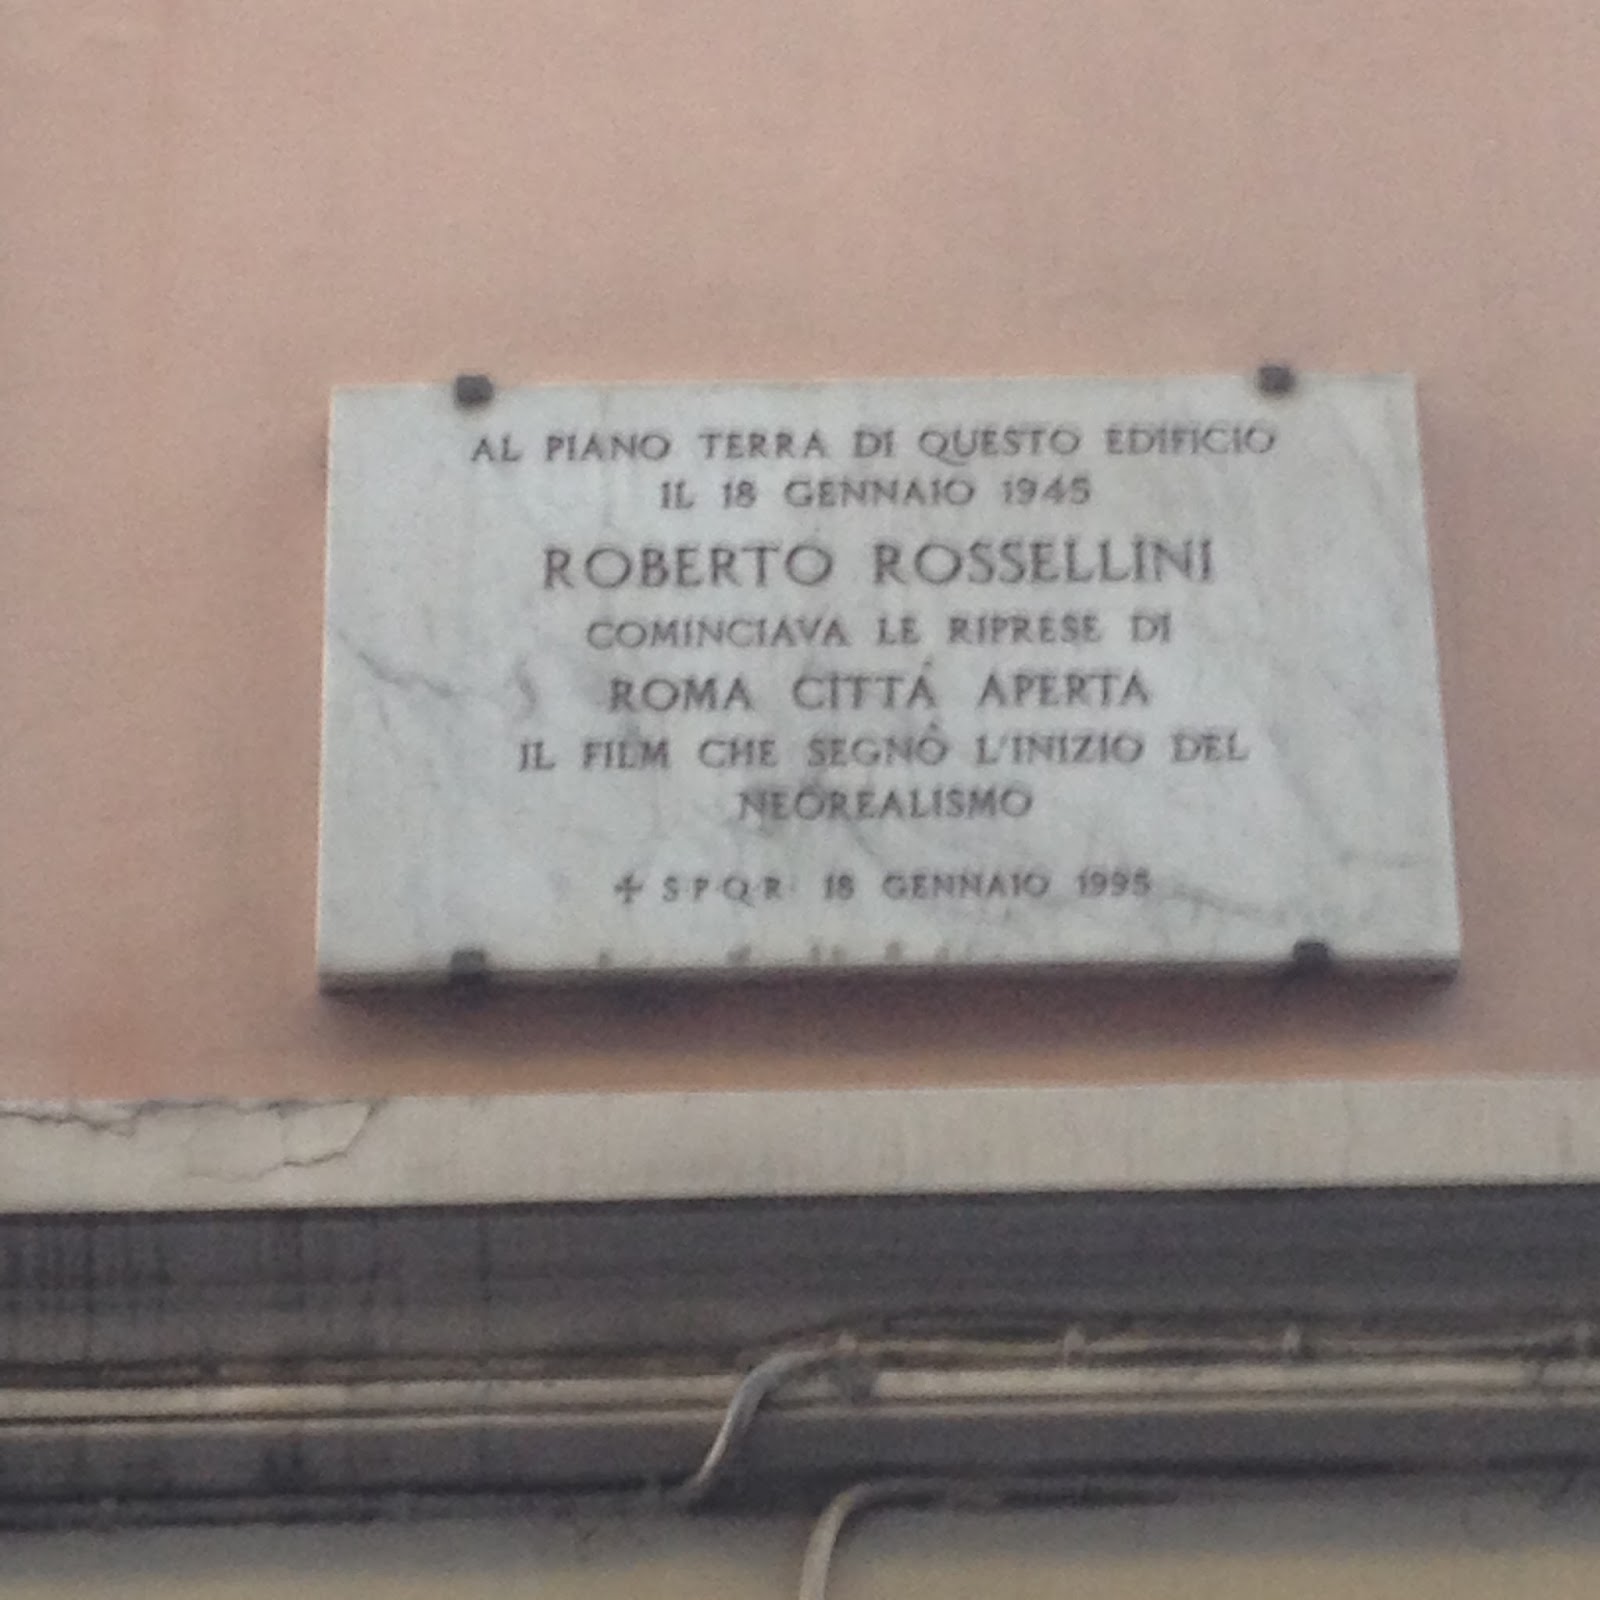 AL PIANO TERRA DI QUESTO EDIFICIO
IL 18 GENNAIO 1945
ROBERTO ROSSELLINI
COMINCIAVA LE RIPRESE DI
ROMA CITTÁ APERTA
IL FILM CHE SEGNÒ L'INIZIO DEL
NEOREALISMO
✠ S·P·Q·R· 18 GENNAIO 1995